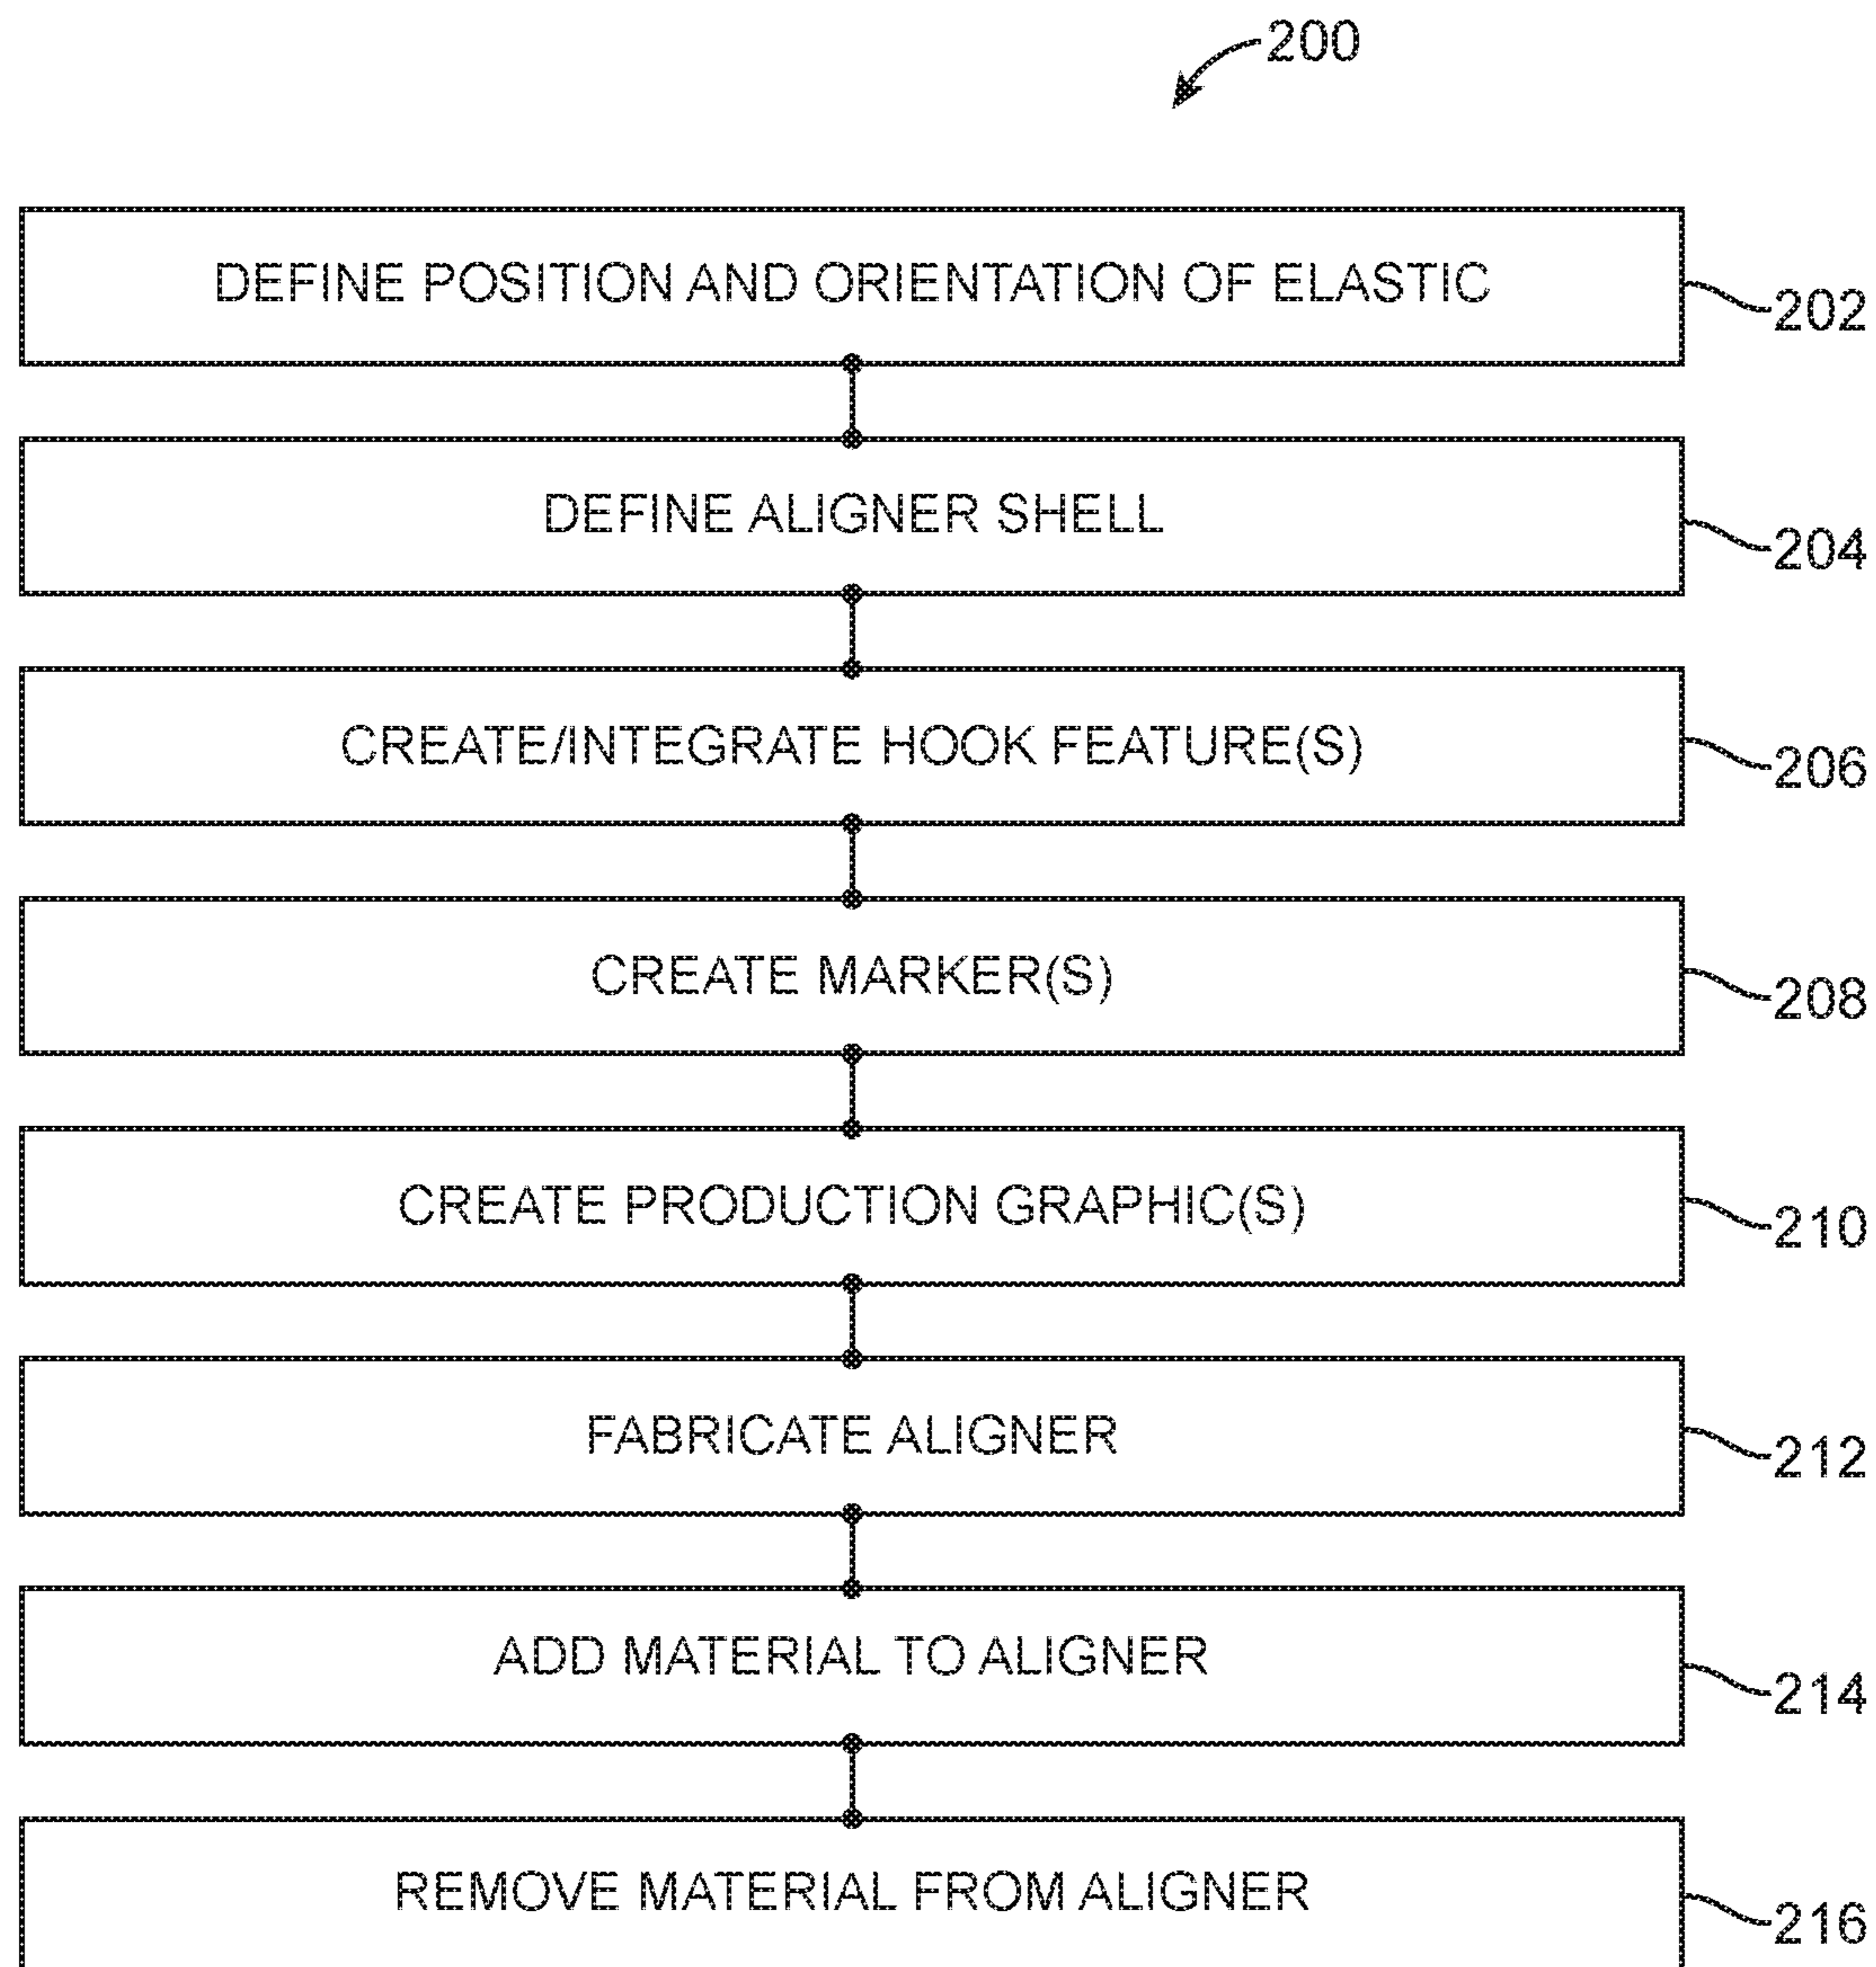 200
DEFINE POSITION AND ORIENTATION OF ELASTIC
202
DEFINE ALIGNER SHELL
204
CREATE/INTEGRATE HOOK FEATURE(S)
206
CREATE MARKER(S)
208
CREATE PRODUCTION GRAPHIC(S)
210
FABRICATE ALIGNER
212
ADD MATERIAL TO ALIGNER
214
REMOVE MATERIAL FROM ALIGNER
216